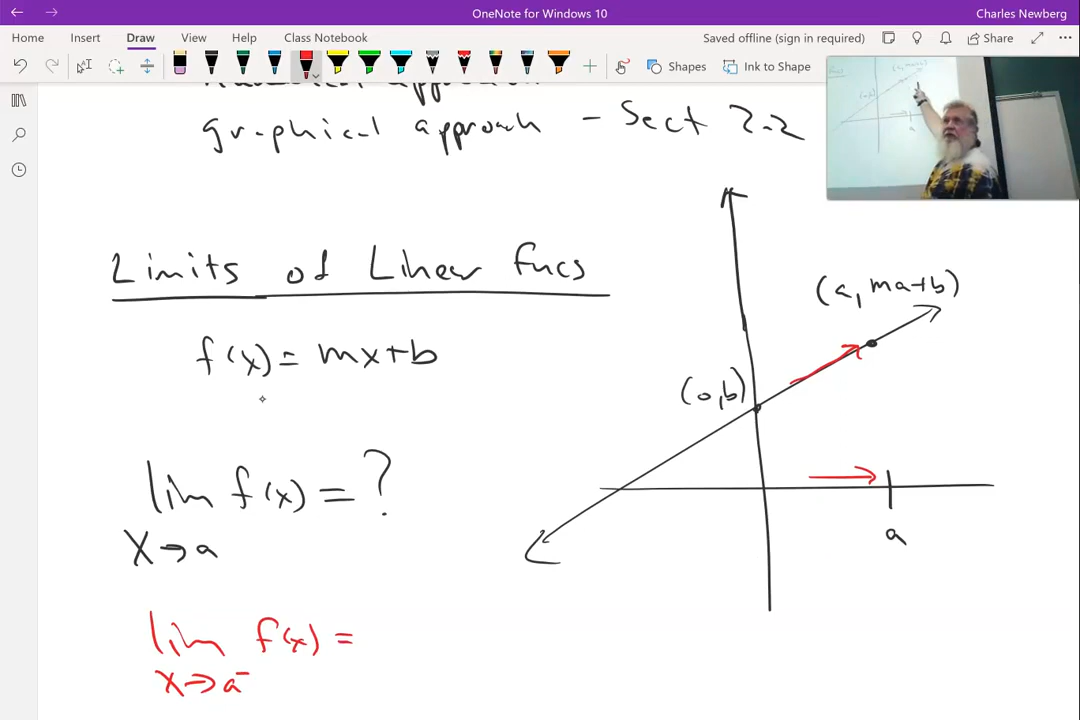 OneNote for Windows 10
Charles Newberg
Home Insert Draw View Help Class Notebook
Saved offline (sign in required)
Share
Shapes
Ink to Shape
approach
graphical approach - Sect 2.2
Limits of Linear Fncs
f(x) = mx+b
lim f(x) = ?
x→a
lim f(x) =
x→a⁻
(a, ma+b)
(0,b)
a